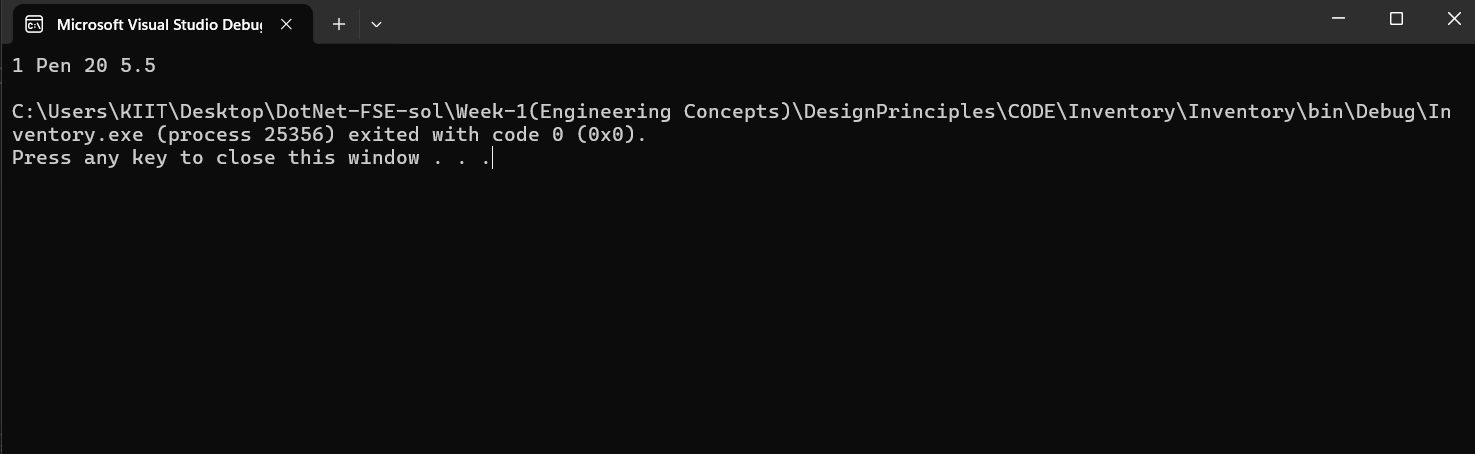 Microsoft Visual Studio Debug
1 Pen 20 5.5
C:\Users\KIIT\Desktop\DotNet-FSE-sol\Week-1(Engineering Concepts)\DesignPrinciples\CODE\Inventory\Inventory\bin\Debug\In
ventory.exe (process 25356) exited with code 0 (0x0).
Press any key to close this window . . .